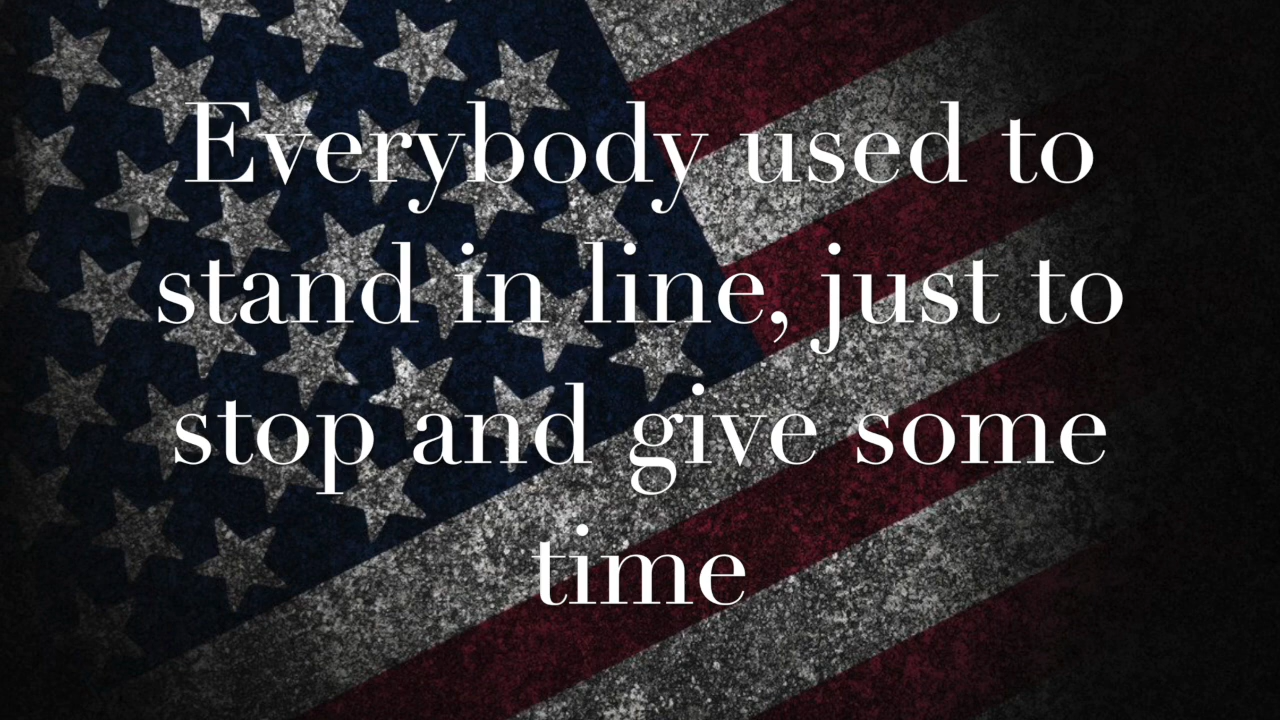 Everybody used to
stand in line, just to
stop and give some
time